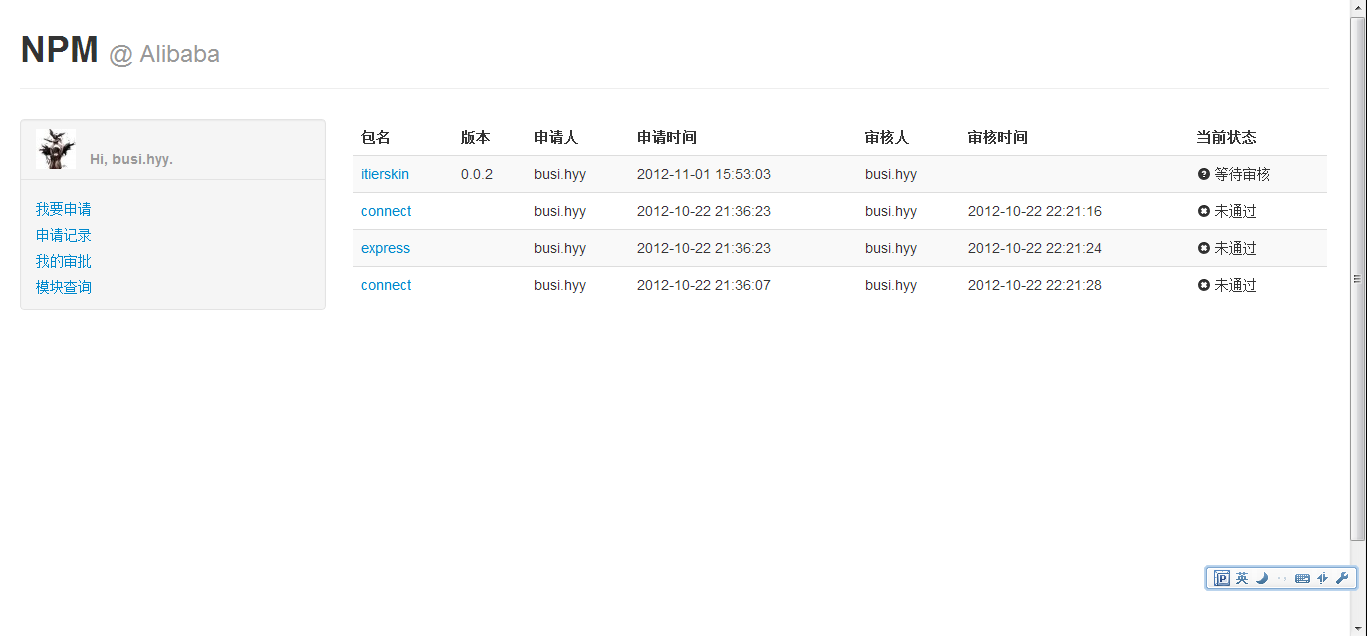 NPM @ Alibaba
Hi, busi.hyy.
我要申请
申请记录
我的审批
模块查询
包名 版本 申请人 申请时间 审核人 审核时间 当前状态
itierskin 0.0.2 busi.hyy 2012-11-01 15:53:03 busi.hyy 等待审核
connect busi.hyy 2012-10-22 21:36:23 busi.hyy 2012-10-22 22:21:16 未通过
express busi.hyy 2012-10-22 21:36:23 busi.hyy 2012-10-22 22:21:24 未通过
connect busi.hyy 2012-10-22 21:36:07 busi.hyy 2012-10-22 22:21:28 未通过
P 英